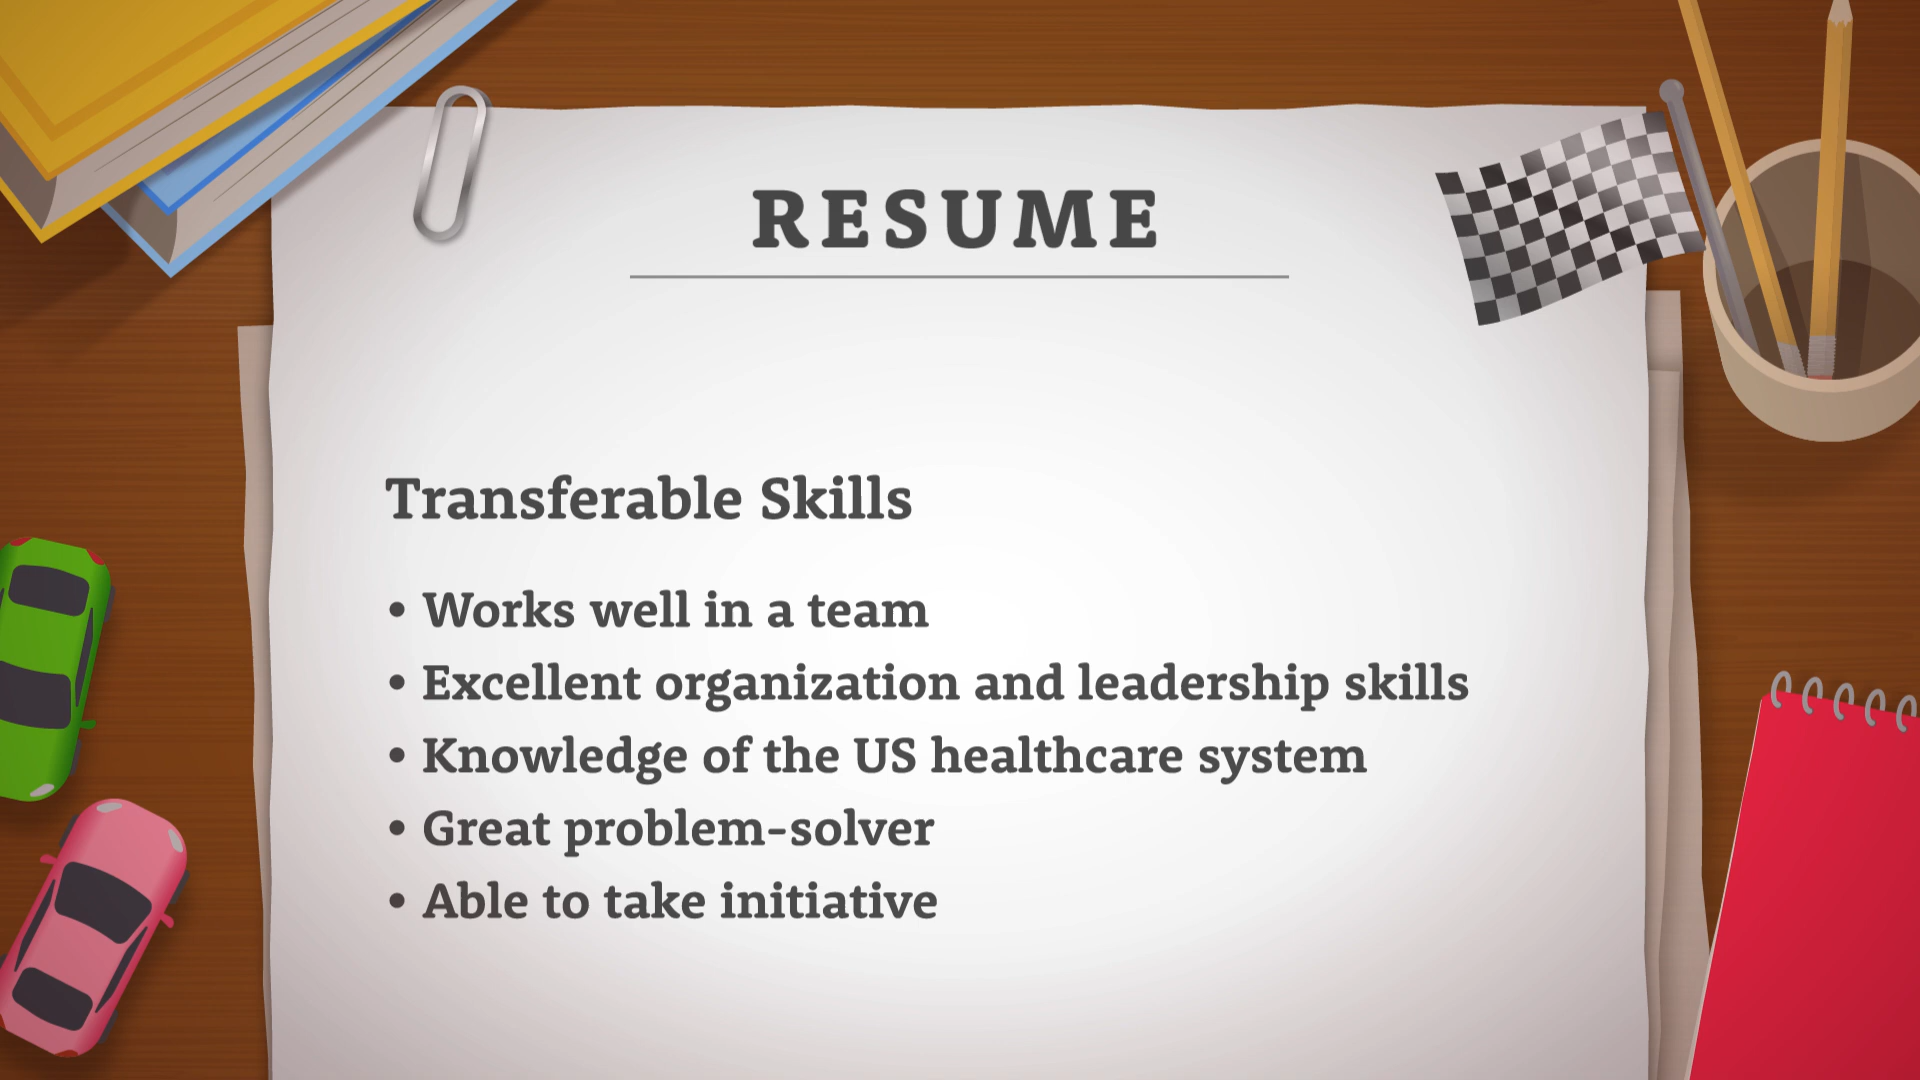 RESUME
Transferable Skills
• Works well in a team
• Excellent organization and leadership skills
• Knowledge of the US healthcare system
• Great problem-solver
• Able to take initiative